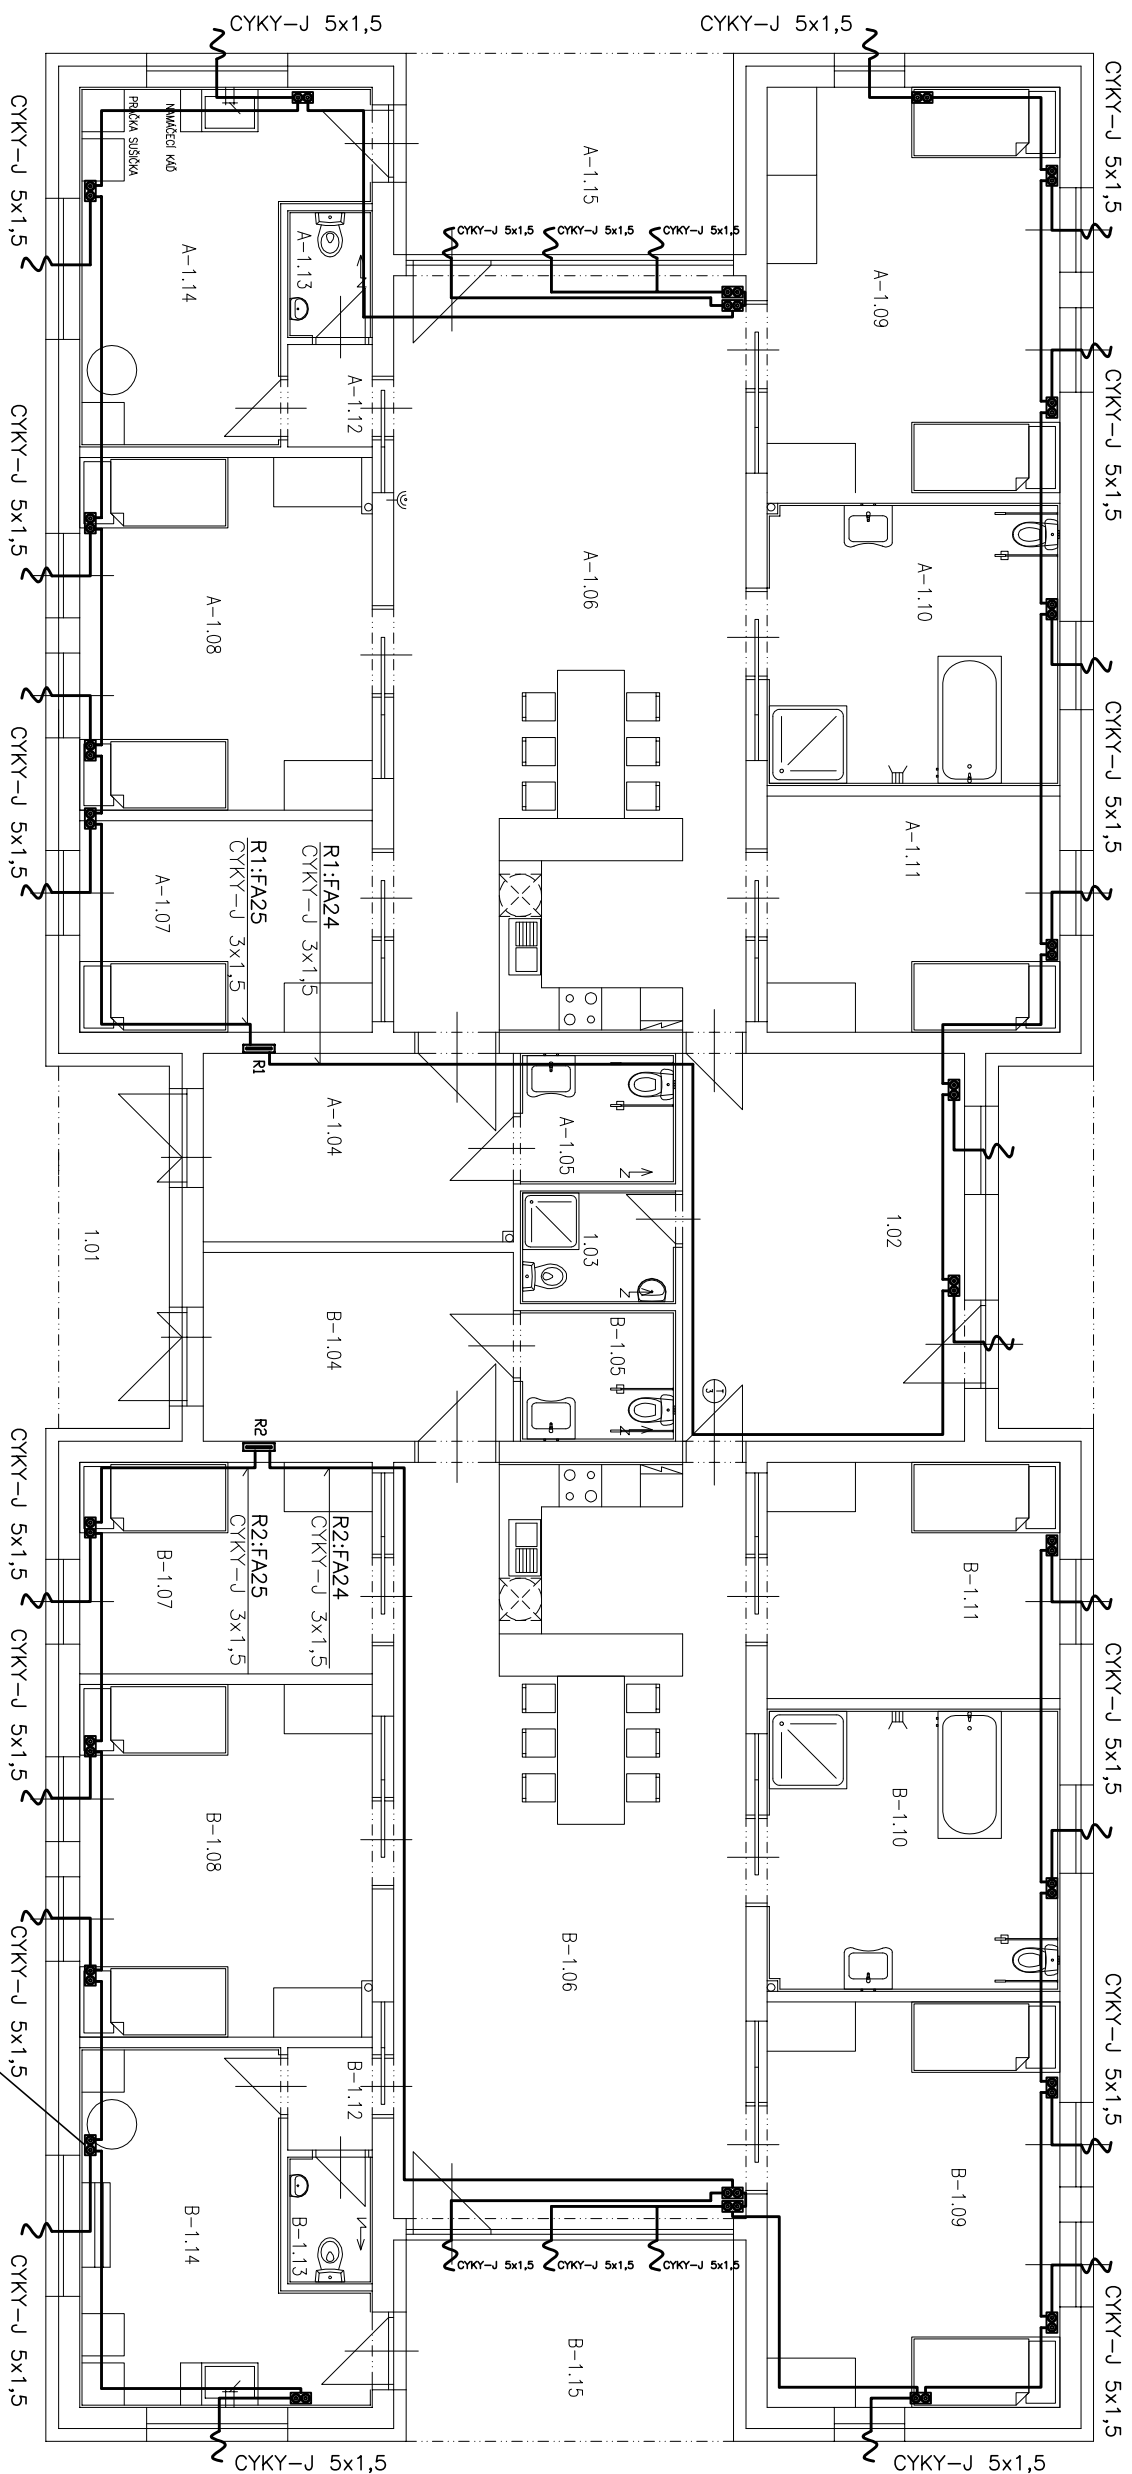 CYKY-J 5x1,5
CYKY-J 5x1,5
CYKY-J 5x1,5
CYKY-J 5x1,5
PRAČKA SUŠIČKA
NAMÁČECÍ KÁĎ
A-1.15
CYKY-J 5x1,5
CYKY-J 5x1,5
CYKY-J 5x1,5
A-1.14
A-1.13
A-1.09
A-1.12
CYKY-J 5x1,5
CYKY-J 5x1,5
A-1.08
A-1.06
A-1.10
CYKY-J 5x1,5
CYKY-J 5x1,5
A-1.07
R1:FA25
CYKY-J 3x1,5
R1:FA24
CYKY-J 3x1,5
A-1.11
R1
A-1.04
A-1.05
N
1.01
1.03
1.02
N
B-1.04
B-1.05
N
T
3
R2
CYKY-J 5x1,5
B-1.07
R2:FA25
CYKY-J 3x1,5
R2:FA24
CYKY-J 3x1,5
B-1.11
CYKY-J 5x1,5
CYKY-J 5x1,5
B-1.08
B-1.10
CYKY-J 5x1,5
B-1.06
CYKY-J 5x1,5
B-1.12
B-1.09
B-1.14
B-1.13
N
CYKY-J 5x1,5
CYKY-J 5x1,5
CYKY-J 5x1,5
CYKY-J 5x1,5
CYKY-J 5x1,5
B-1.15
CYKY-J 5x1,5
CYKY-J 5x1,5